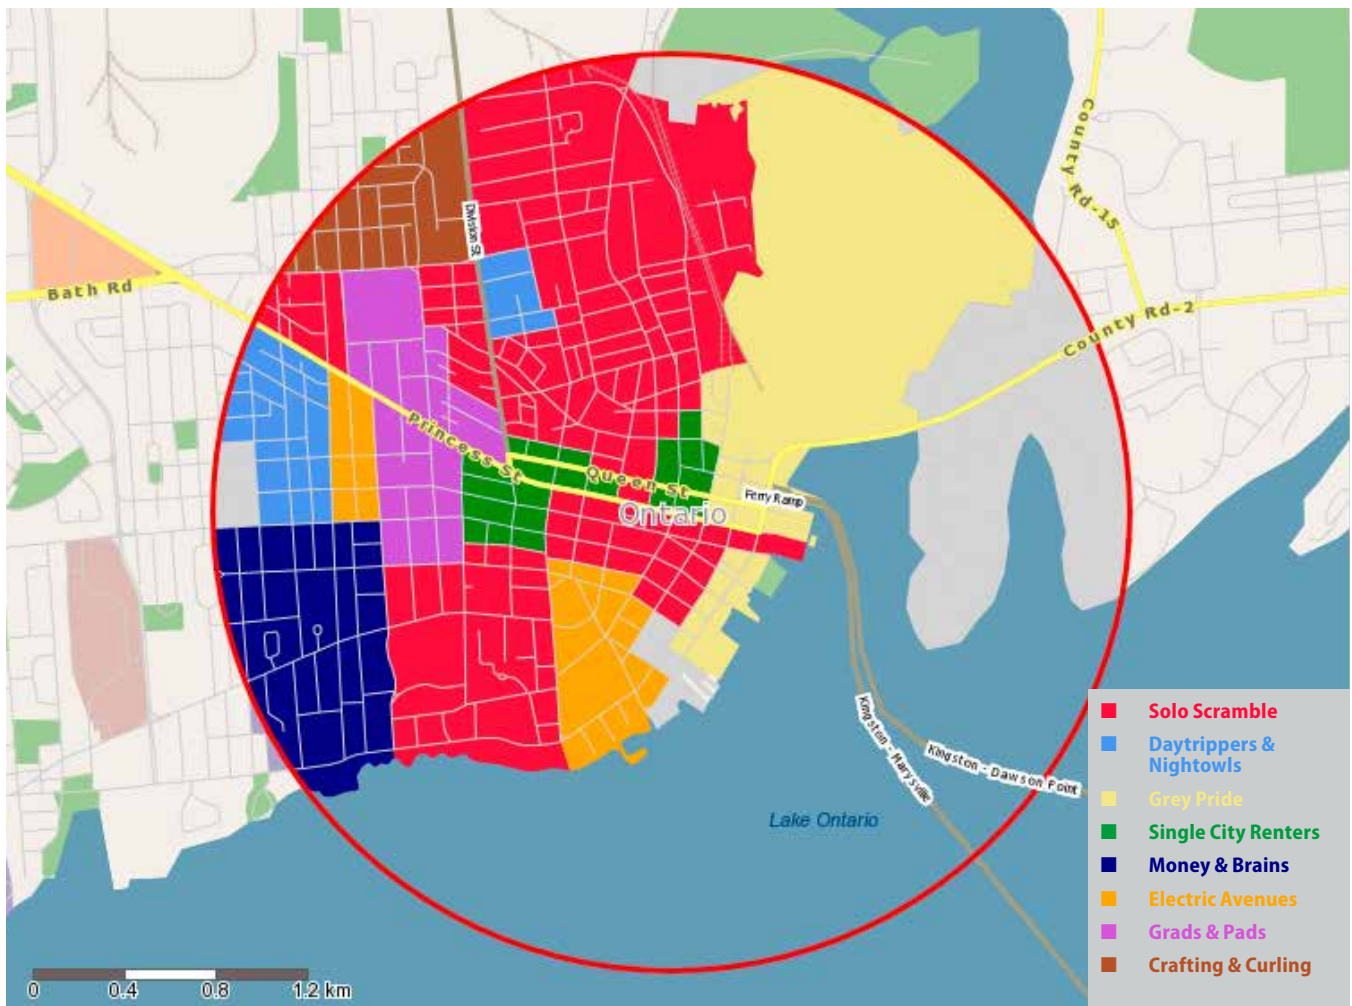 County Rd-15
Division St
Bath Rd
County Rd-2
Princess St
Queen St
Ferry Ramp
Ontario
Kingston - Marysville
Kingston - Dawson Point
Lake Ontario
Solo Scramble
Daytrippers &
Nightowls
Grey Pride
Single City Renters
Money & Brains
Electric Avenues
Grads & Pads
Crafting & Curling
0 0.4 0.8 1.2 km